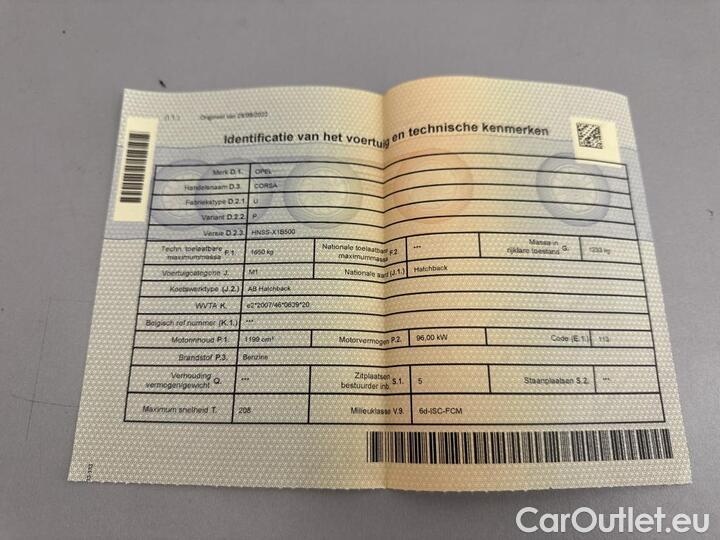 (1.1.) Origineel van 29/08/2022
Identificatie van het voertuig en technische kenmerken
Merk D.1. OPEL
Handelsnaam D.3. CORSA
Fabriekstype D.2.1 U
Variant D.2.2. P
Versie D.2.3 HNSS-X1B500
Techn. toelaatbare maximummassa P.1. 1650 kg Nationale toelaatbare maximummassa F.2. *** Massa in rijklare toestand G. 1233 kg
Voertuigcategorie J. M1 Nationale aard (J.1.) Hatchback
Koetswerktype (J.2.) AB Hatchback
WVTA K. e2*2007/46*0639*20
Belgisch ref nummer (K.1.) ***
Motorinhoud P.1. 1199 cm³ Motorvermogen P.2. 96,00 kW Code (E.1.) 113
Brandstof P.3. Benzine
Verhouding vermogen/gewicht Q. *** Zitplaatsen bestuurder inb. S.1. 5 Staanplaatsen S.2. ***
Maximum snelheid T. 208 Milieuklasse V.9. 6d-ISC-FCM
CarOutlet.eu